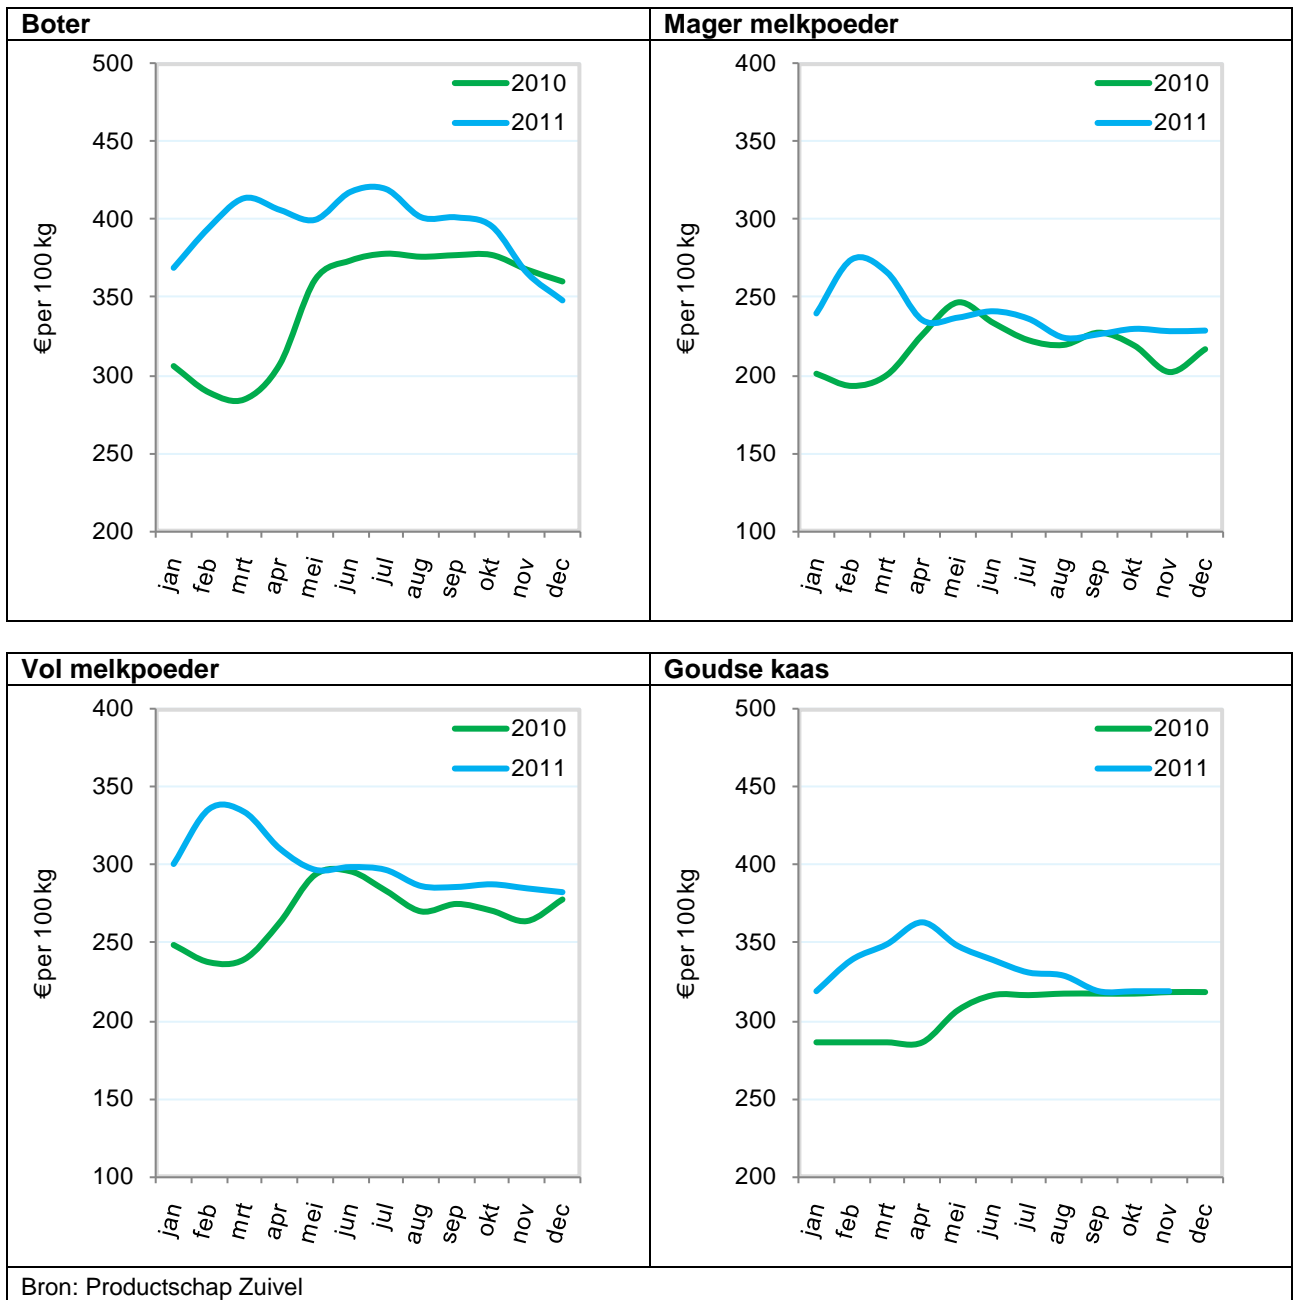 Boter
500
450
400
350
300
250
200
€per 100 kg
2010
2011
jan feb mrt apr mei jun jul aug sep okt nov dec
Mager melkpoeder
400
350
300
250
200
150
100
€per 100 kg
2010
2011
jan feb mrt apr mei jun jul aug sep okt nov dec
Vol melkpoeder
400
350
300
250
200
150
100
€per 100 kg
2010
2011
jan feb mrt apr mei jun jul aug sep okt nov dec
Goudse kaas
500
450
400
350
300
250
200
€per 100 kg
2010
2011
jan feb mrt apr mei jun jul aug sep okt nov dec
Bron: Productschap Zuivel